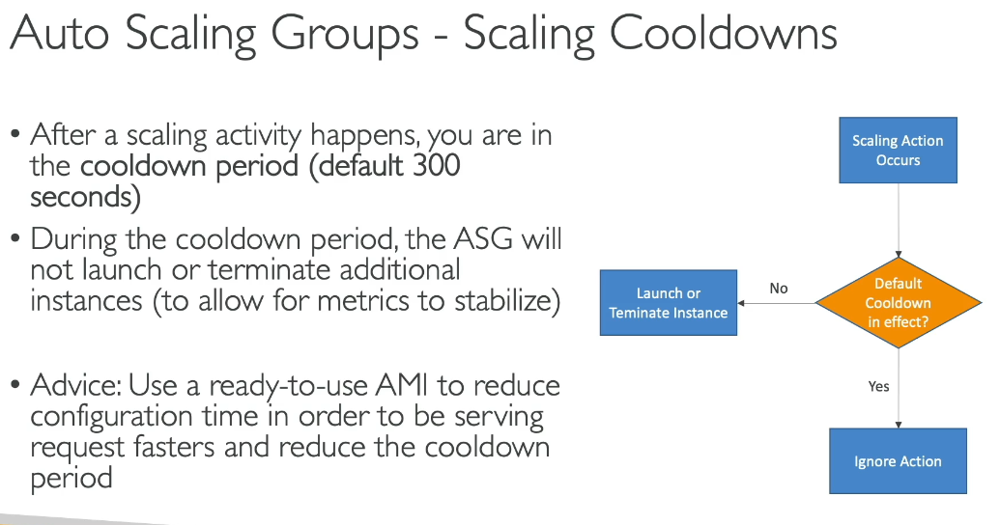 Auto Scaling Groups - Scaling Cooldowns
• After a scaling activity happens, you are in
the cooldown period (default 300
seconds)
• During the cooldown period, the ASG will
not launch or terminate additional
instances (to allow for metrics to stabilize)
• Advice: Use a ready-to-use AMI to reduce
configuration time in order to be serving
request fasters and reduce the cooldown
period
Scaling Action
Occurs
Default
Cooldown
in effect?
No
Launch or
Teminate Instance
Yes
Ignore Action